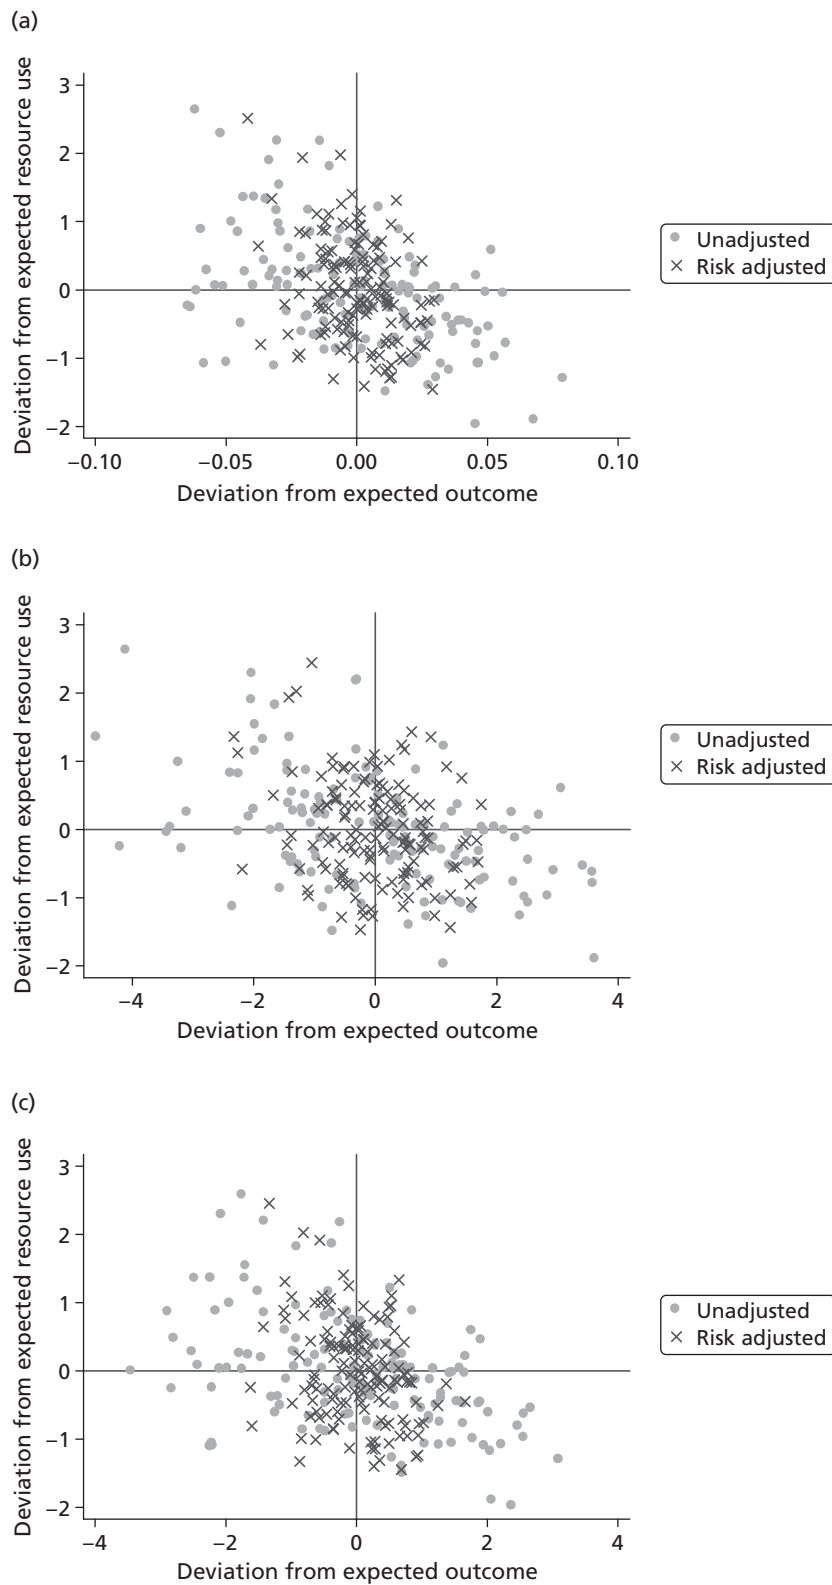 (a)
Deviation from expected resource use
3
2
1
0
−1
−2
−0.10
−0.05
0.00
0.05
0.10
Deviation from expected outcome
Unadjusted
Risk adjusted
(b)
Deviation from expected resource use
3
2
1
0
−1
−2
−4
−2
0
2
4
Deviation from expected outcome
Unadjusted
Risk adjusted
(c)
Deviation from expected resource use
3
2
1
0
−1
−2
−4
−2
0
2
4
Deviation from expected outcome
Unadjusted
Risk adjusted